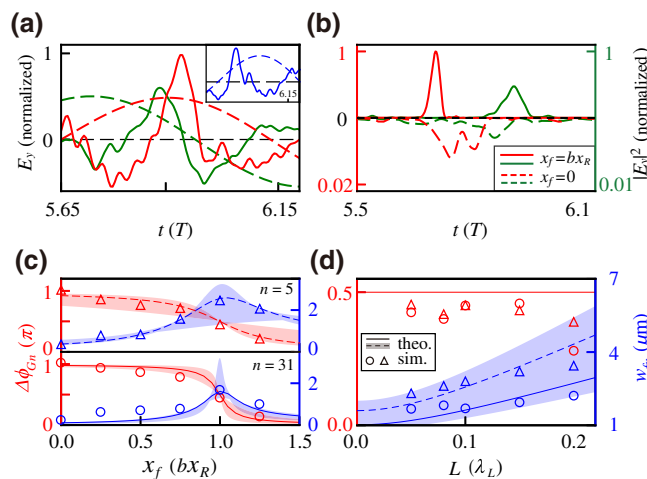 (a)
E_y (normalized)
1
0
5.65
6.15
t (T)
6.15
(b)
1
0
0.02
1
0
0.01
|E_y|^2 (normalized)
x_f=bx_R
x_f=0
5.5
6.1
t (T)
(c)
Δϕ_Gn (π)
1
0
n = 5
2
0
1
0
n = 31
2
0
0.0
0.5
1.0
1.5
x_f (bx_R)
(d)
0.5
0.0
theo.
sim.
7
4
2
1
(μm)
0.0
0.1
0.2
L (λ_L)